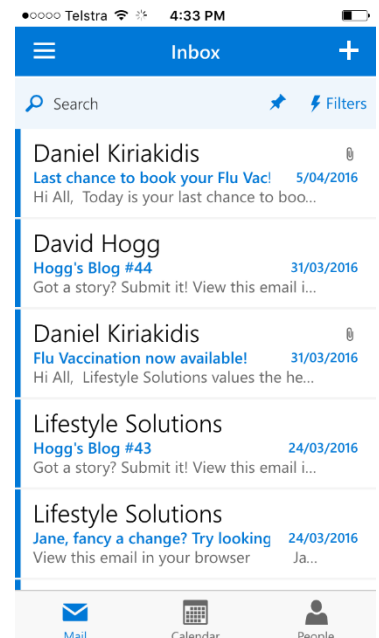 Telstra 4:33 PM
Inbox
Search Filters
Daniel Kiriakidis
Last chance to book your Flu Vac! 5/04/2016
Hi All, Today is your last chance to boo...
David Hogg
Hogg's Blog #44 31/03/2016
Got a story? Submit it! View this email i...
Daniel Kiriakidis
Flu Vaccination now available! 31/03/2016
Hi All, Lifestyle Solutions values the he...
Lifestyle Solutions
Hogg's Blog #43 24/03/2016
Got a story? Submit it! View this email i...
Lifestyle Solutions
Jane, fancy a change? Try looking 24/03/2016
View this email in your browser Ja...
Mail Calendar People